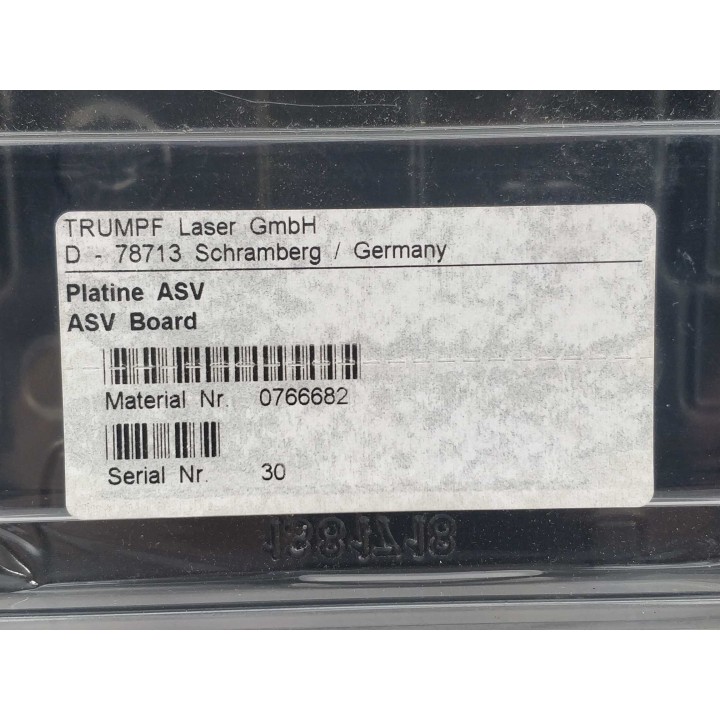 TRUMPF Laser GmbH
D - 78713 Schramberg / Germany
Platine ASV
ASV Board
Material Nr. 0766682
Serial Nr. 30